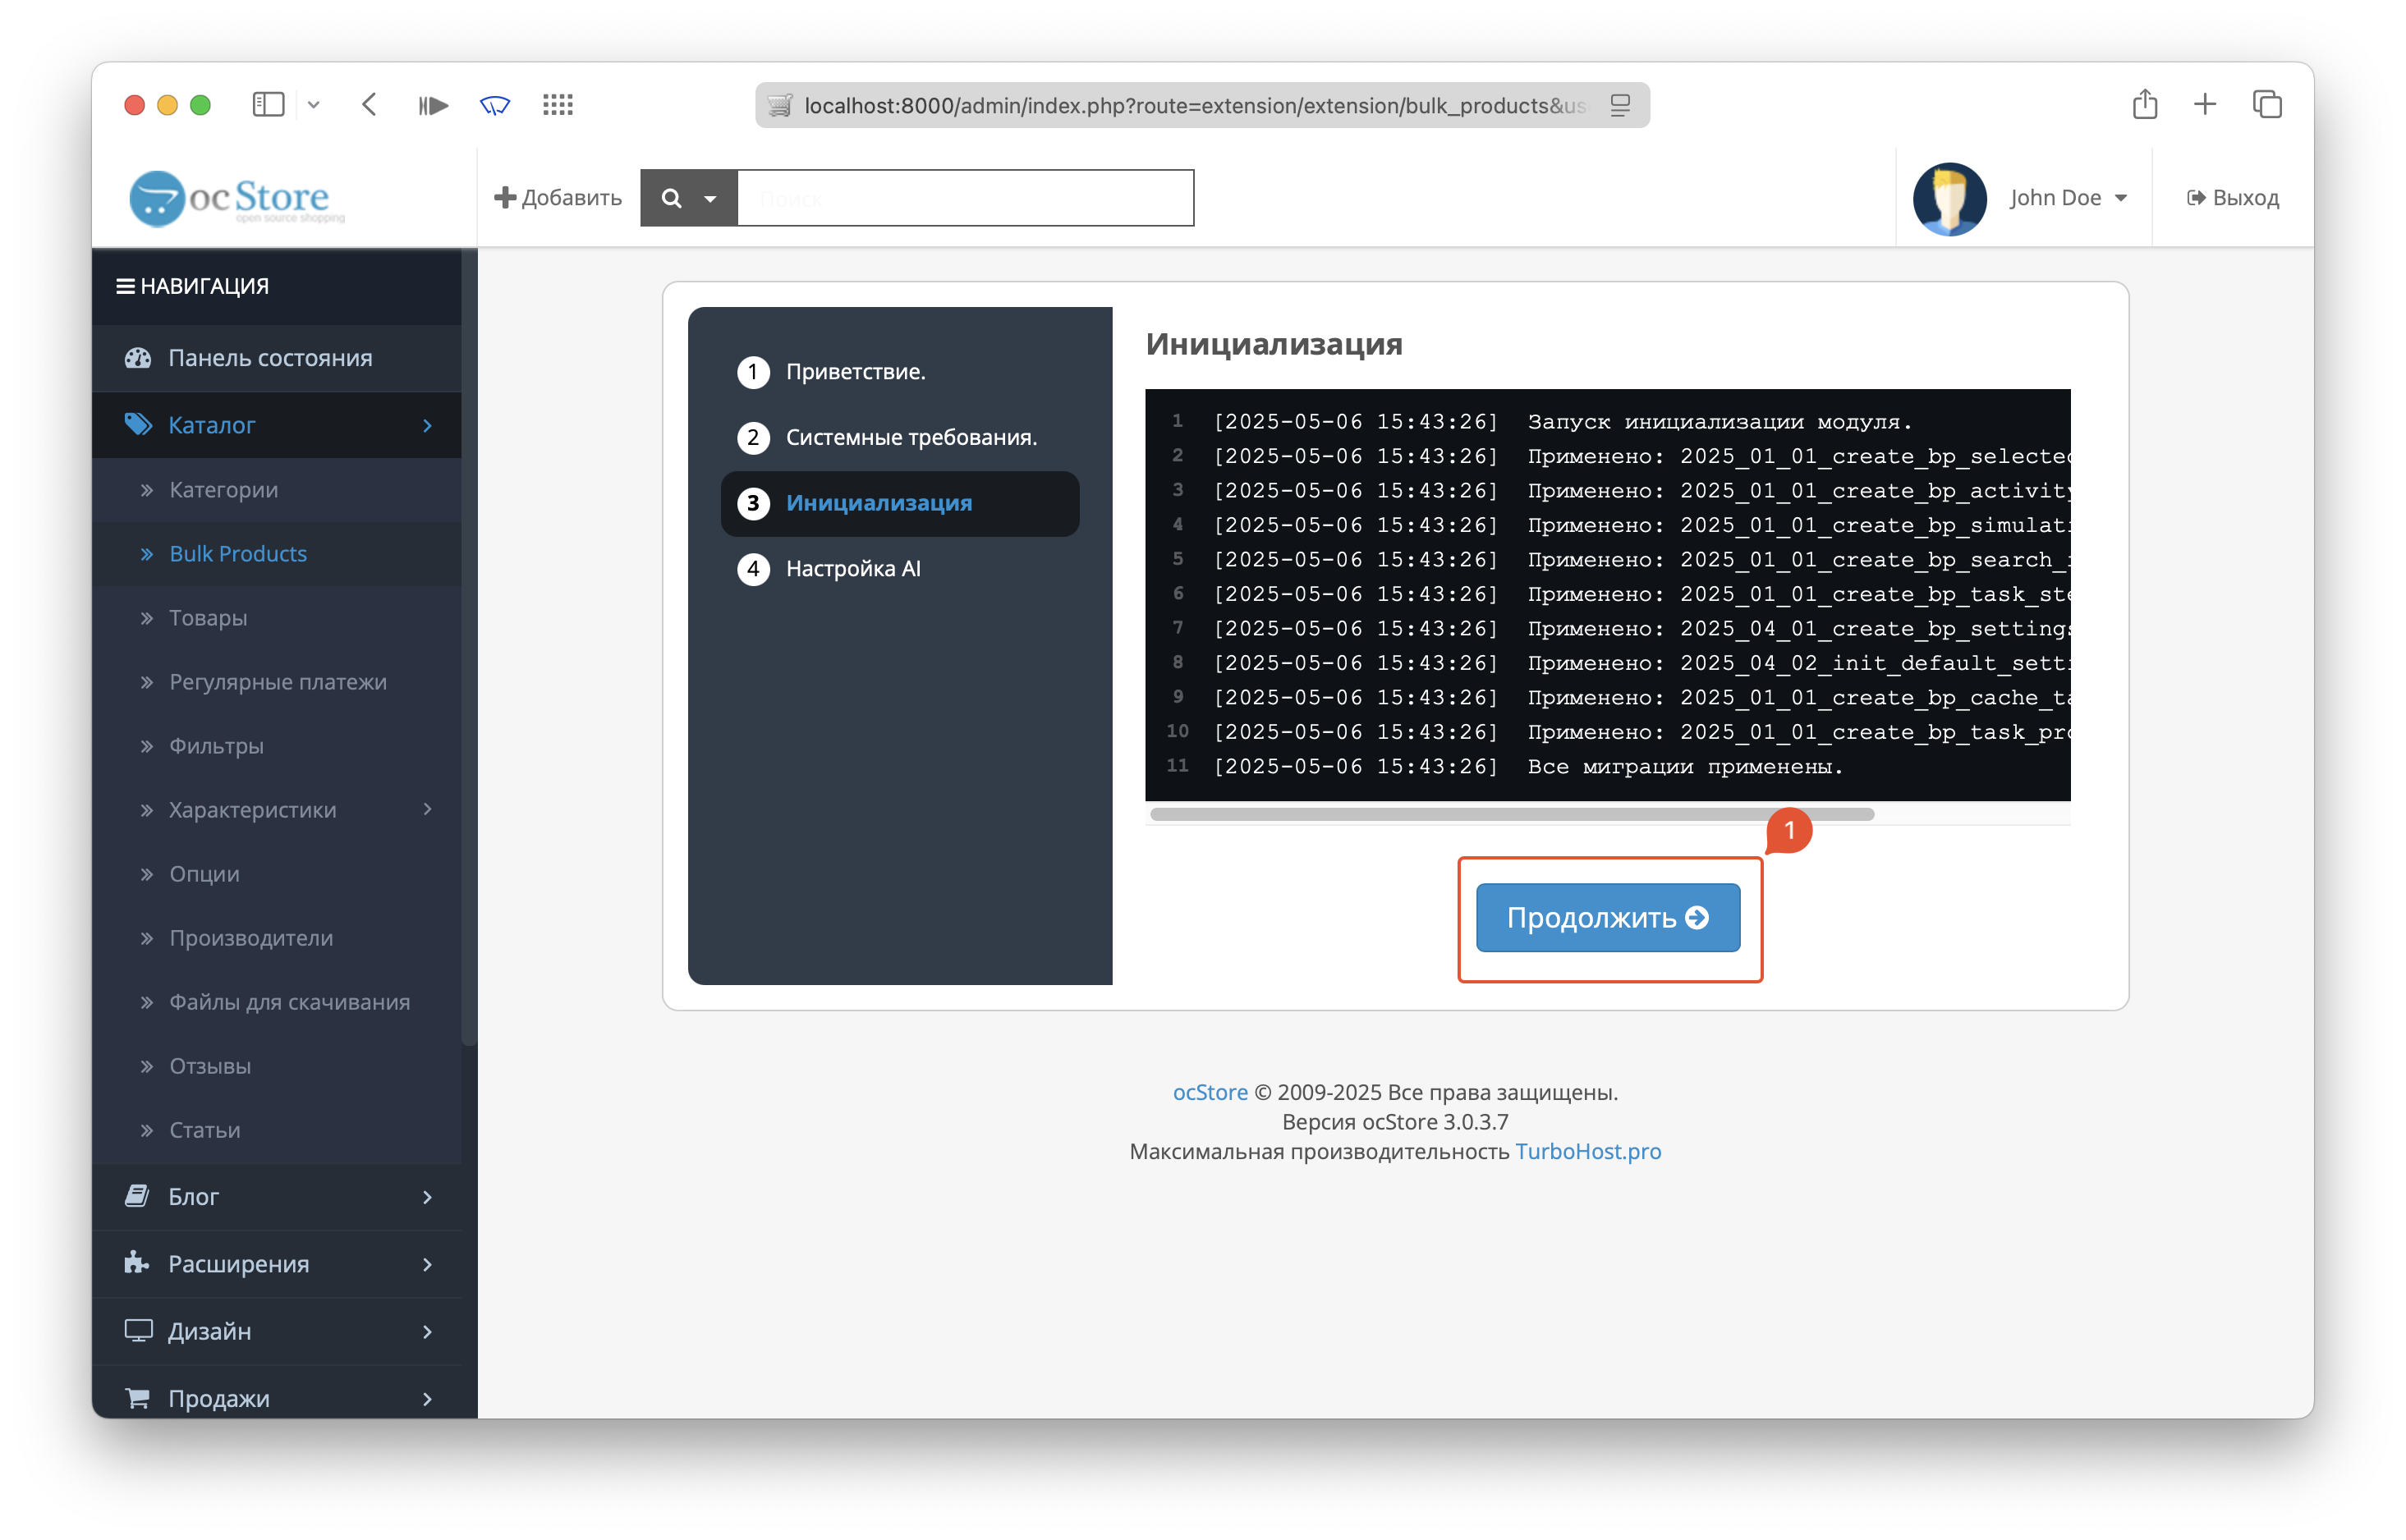 localhost:8000/admin/index.php?route=extension/extension/bulk_products&us
ocStore
open source shopping
Добавить
Поиск
John Doe
Выход
НАВИГАЦИЯ
Панель состояния
Каталог
Категории
Bulk Products
Товары
Регулярные платежи
Фильтры
Характеристики
Опции
Производители
Файлы для скачивания
Отзывы
Статьи
Блог
Расширения
Дизайн
Продажи
1 Приветствие.
2 Системные требования.
3 Инициализация
4 Настройка AI
Инициализация
1 [2025-05-06 15:43:26] Запуск инициализации модуля.
2 [2025-05-06 15:43:26] Применено: 2025_01_01_create_bp_selected
3 [2025-05-06 15:43:26] Применено: 2025_01_01_create_bp_activity
4 [2025-05-06 15:43:26] Применено: 2025_01_01_create_bp_simulati
5 [2025-05-06 15:43:26] Применено: 2025_01_01_create_bp_search_
6 [2025-05-06 15:43:26] Применено: 2025_01_01_create_bp_task_ste
7 [2025-05-06 15:43:26] Применено: 2025_04_01_create_bp_settings
8 [2025-05-06 15:43:26] Применено: 2025_04_02_init_default_setti
9 [2025-05-06 15:43:26] Применено: 2025_01_01_create_bp_cache_ta
10 [2025-05-06 15:43:26] Применено: 2025_01_01_create_bp_task_pro
11 [2025-05-06 15:43:26] Все миграции применены.
1
Продолжить
ocStore © 2009-2025 Все права защищены.
Версия ocStore 3.0.3.7
Максимальная производительность TurboHost.pro